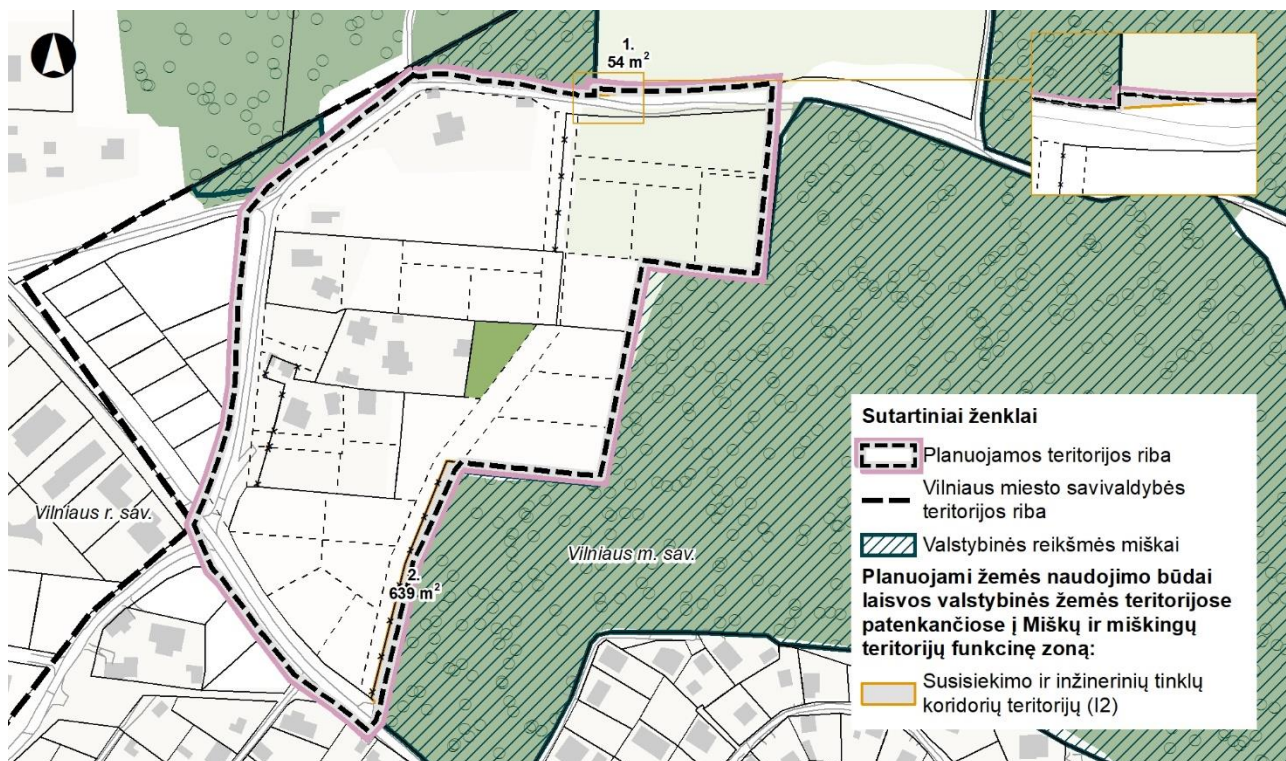 1.
54 m²
Vilniaus r. sav.
Vilniaus m. sav.
2.
639 m²
Sutartiniai ženklai
Planuojamos teritorijos riba
Vilniaus miesto savivaldybės
teritorijos riba
Valstybinės reikšmės miškai
Planuojami žemės naudojimo būdai
laisvos valstybinės žemės teritorijose
patenkančiose į Miškų ir miškingų
teritorijų funkcinę zoną:
Susisiekimo ir inžinerinių tinklų
koridorių teritorijų (I2)